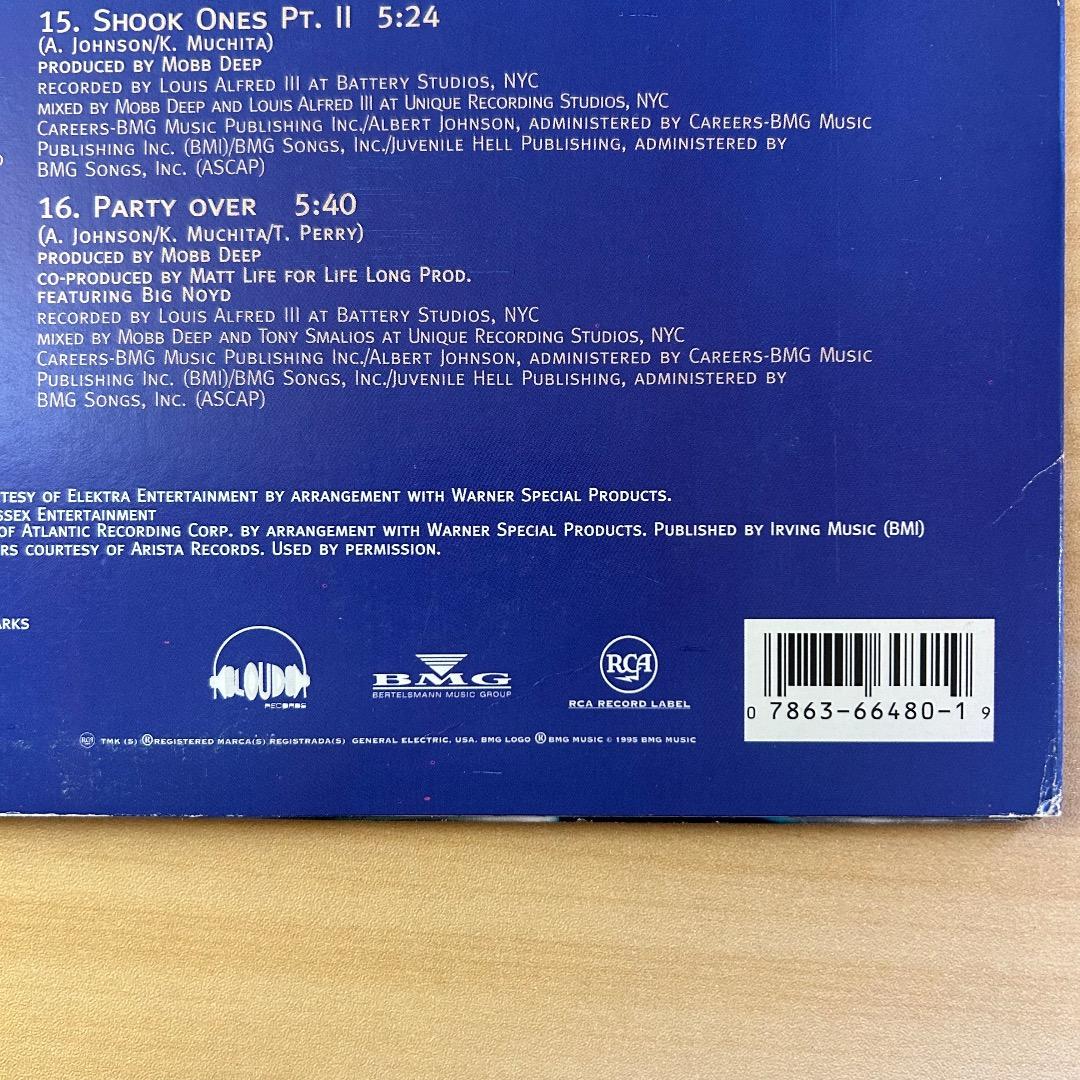 15. Shook Ones Pt. II 5:24
(A. Johnson/K. Muchita)
produced by Mobb Deep
recorded by Louis Alfred III at Battery Studios, NYC
mixed by Mobb Deep and Louis Alfred III at Unique Recording Studios, NYC
Careers-BMG Music Publishing Inc./Albert Johnson, administered by Careers-BMG Music
Publishing Inc. (BMI)/BMG Songs, Inc./Juvenile Hell Publishing, administered by
BMG Songs, Inc. (ASCAP)
16. Party over 5:40
(A. Johnson/K. Muchita/T. Perry)
produced by Mobb Deep
co-produced by Matt Life for Life Long Prod.
featuring Big Noyd
recorded by Louis Alfred III at Battery Studios, NYC
mixed by Mobb Deep and Tony Smalios at Unique Recording Studios, NYC
Careers-BMG Music Publishing Inc./Albert Johnson, administered by Careers-BMG Music
Publishing Inc. (BMI)/BMG Songs, Inc./Juvenile Hell Publishing, administered by
BMG Songs, Inc. (ASCAP)
tesy of Elektra Entertainment by arrangement with Warner Special Products.
ssex Entertainment
of Atlantic Recording Corp. by arrangement with Warner Special Products. Published by Irving Music (BMI)
rs courtesy of Arista Records. Used by permission.
arks
LOUD
RECORDS
BMG
BERTELSMANN MUSIC GROUP
RCA
RCA RECORD LABEL
0 7863-66480-1 9
RCA TMK (S) ® REGISTERED MARCA(S) REGISTRADA(S) GENERAL ELECTRIC, USA. BMG LOGO ® BMG MUSIC © 1995 BMG MUSIC